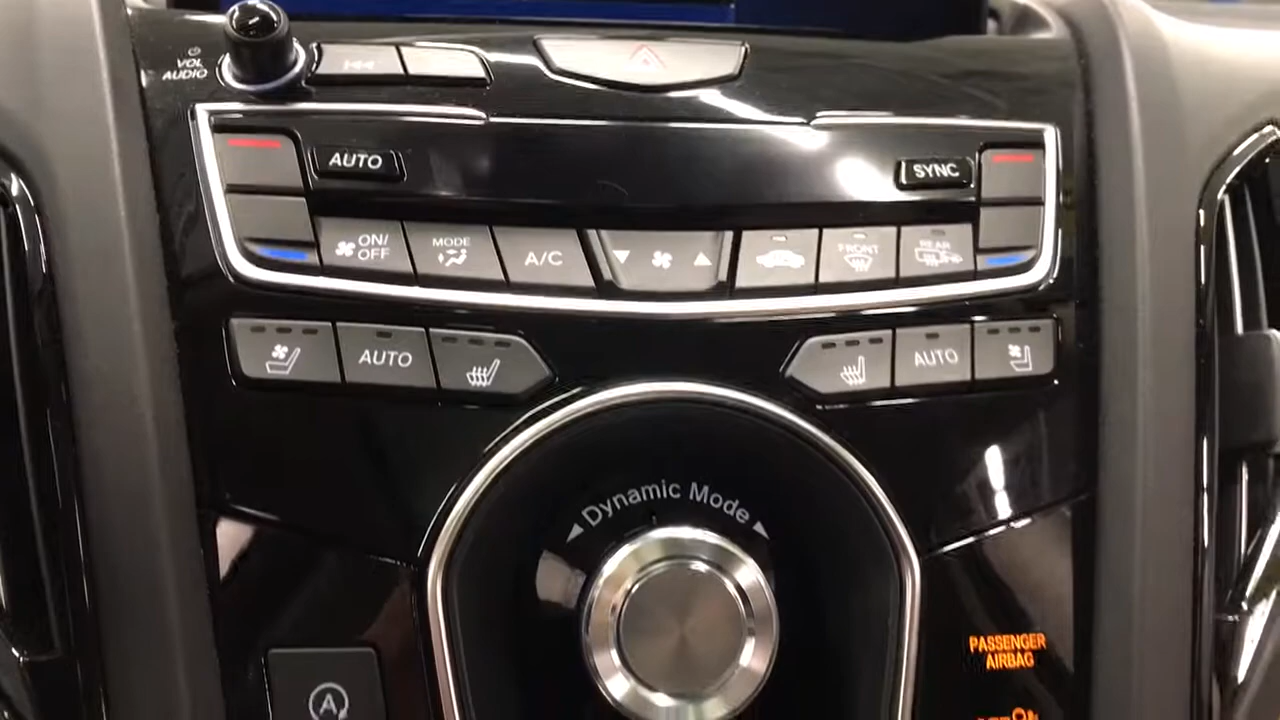 VOL
AUDIO
AUTO
SYNC
ON/
OFF
MODE
A/C
FRONT
REAR
AUTO
AUTO
Dynamic Mode
A
PASSENGER
AIRBAG